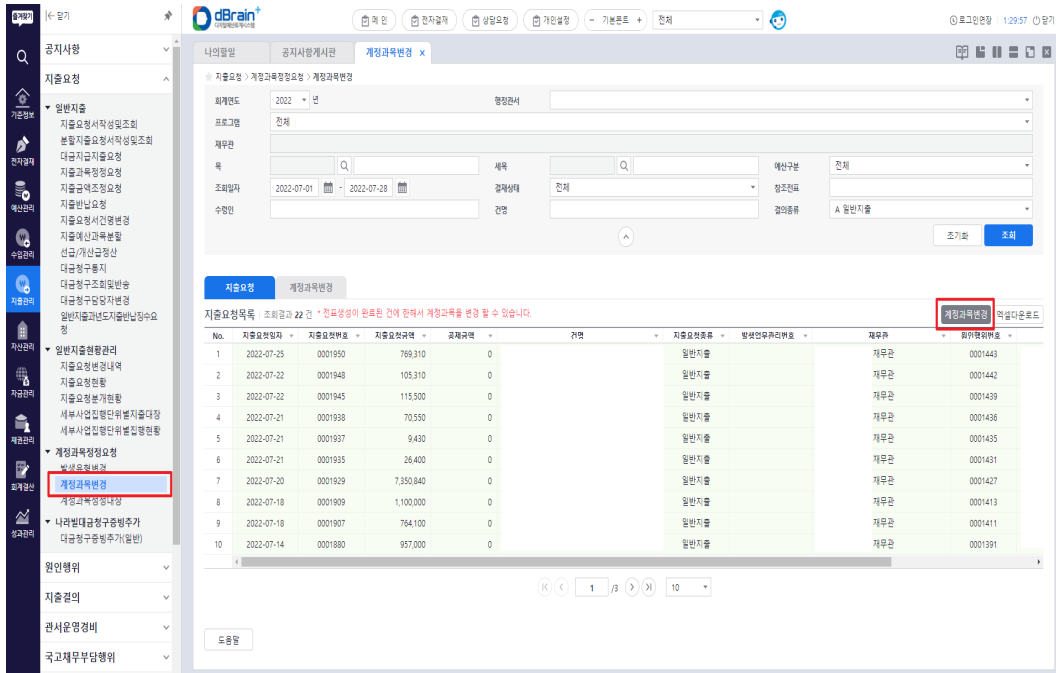 즐겨찾기
|← 닫기
dBrain+
디지털예산회계시스템
메 인
전자결재
상담요청
개인설정
− 기본폰트 +
전체
로그인연장 | 1:29:57 닫기
기준정보
전자결재
예산관리
수입관리
지출관리
자산관리
자금관리
채권관리
회계결산
성과관리
공지사항
지출요청
▼ 일반지출
지출요청서작성및조회
분할지출요청서작성및조회
대금지급지출요청
지출과목정정요청
지출금액조정요청
지출반납요청
지출요청서건명변경
지출예산과목분할
선급/개산급정산
대금청구통지
대금청구조회및반송
대금청구담당자변경
일반지출과년도지출반납징수요
청
▼ 일반지출현황관리
지출요청변경내역
지출요청현황
지출요청분개현황
세부사업집행단위별지출대장
세부사업집행단위별집행현황
▼ 계정과목정정요청
발생유형변경
계정과목변경
계정과목정정대장
▼ 나라빌대금청구증빙추가
대금청구증빙추가(일반)
원인행위
지출결의
관서운영경비
국고채무부담행위
나의할일
공지사항게시판
계정과목변경 x
지출요청 > 계정과목정정요청 > 계정과목변경
회계연도 2022 년 행정관서
프로그램 전체
재무관
목 세목 예산구분 전체
조회일자 2022-07-01 - 2022-07-28 결재상태 전체 참조전표
수령인 건명 결의종류 A 일반지출
초기화 조회
지출요청 계정과목변경
지출요청목록 | 조회결과 22 건 * 전표생성이 완료된 건에 한해서 계정과목을 변경 할 수 있습니다.
계정과목변경 엑셀다운로드
No. 지출요청일자 지출요청번호 지출요청금액 공제금액 건명 지출요청종류 발생업무관리번호 재무관 원인행위번호
1 2022-07-25 0001950 769,310 0 일반지출 재무관 0001443
2 2022-07-22 0001948 105,310 0 일반지출 재무관 0001442
3 2022-07-22 0001945 115,500 0 일반지출 재무관 0001439
4 2022-07-21 0001938 70,550 0 일반지출 재무관 0001436
5 2022-07-21 0001937 9,430 0 일반지출 재무관 0001435
6 2022-07-21 0001935 26,400 0 일반지출 재무관 0001431
7 2022-07-20 0001929 7,350,840 0 일반지출 재무관 0001427
8 2022-07-18 0001909 1,100,000 0 일반지출 재무관 0001413
9 2022-07-18 0001907 764,100 0 일반지출 재무관 0001411
10 2022-07-14 0001880 957,000 0 일반지출 재무관 0001391
1 /3 10
도움말